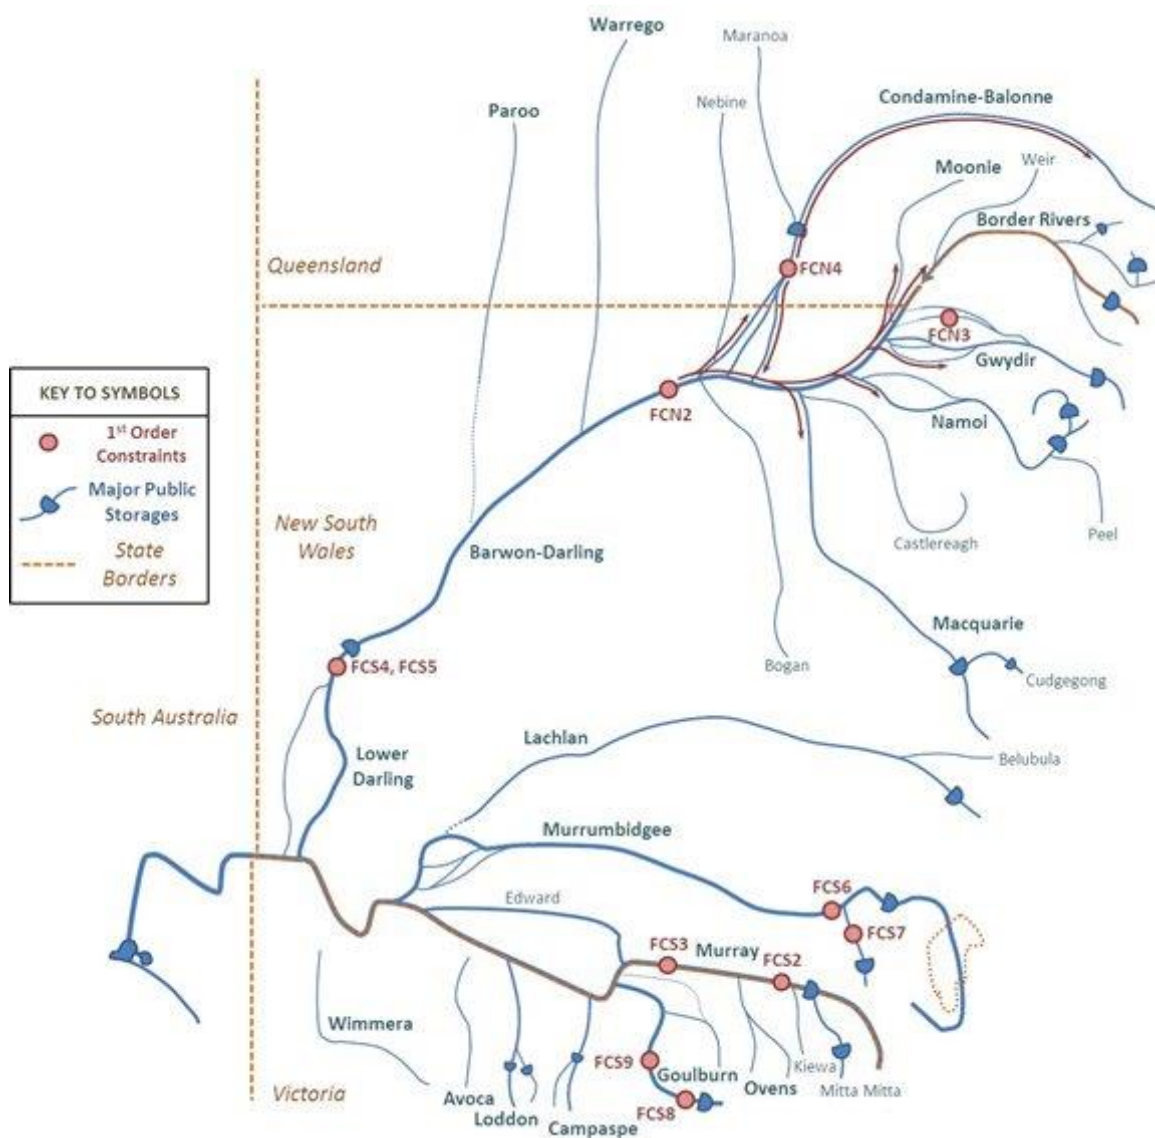 Warrego
Maranoa
Condamine-Balonne
Nebine
Paroo
Moonie
Weir
Border Rivers
Queensland
FCN4
FCN3
Gwydir
KEY TO SYMBOLS
1st Order
Constraints
Major Public
Storages
State
Borders
FCN2
Namoi
New South
Wales
Barwon-Darling
Castlereagh
Peel
Macquarie
Bogan
Cudgegong
FCS4, FCS5
South Australia
Lachlan
Lower
Darling
Belubula
Murrumbidgee
Edward
FCS6
FCS7
FCS3
Murray
FCS2
Wimmera
FCS9
Goulburn
Kiewa
Mitta Mitta
Ovens
Avoca
Loddon
Campaspe
FCS8
Victoria